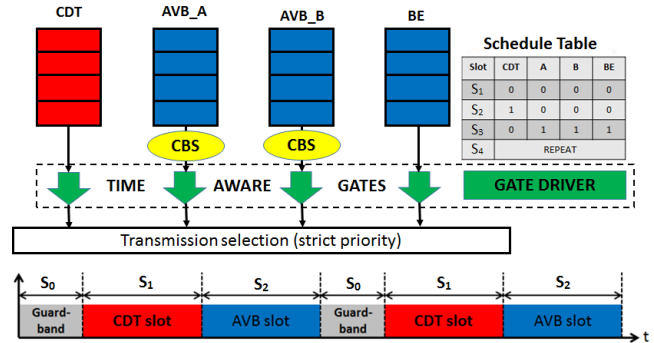 CDT AVB_A AVB_B BE
Schedule Table
Slot CDT A B BE
S1 0 0 0 0
S2 1 0 0 0
S3 0 1 1 1
S4 REPEAT
CBS CBS
TIME AWARE GATES GATE DRIVER
Transmission selection (strict priority)
S0 S1 S2 S0 S1 S2
Guard-
band
CDT slot
AVB slot
Guard-
band
CDT slot
AVB slot
t